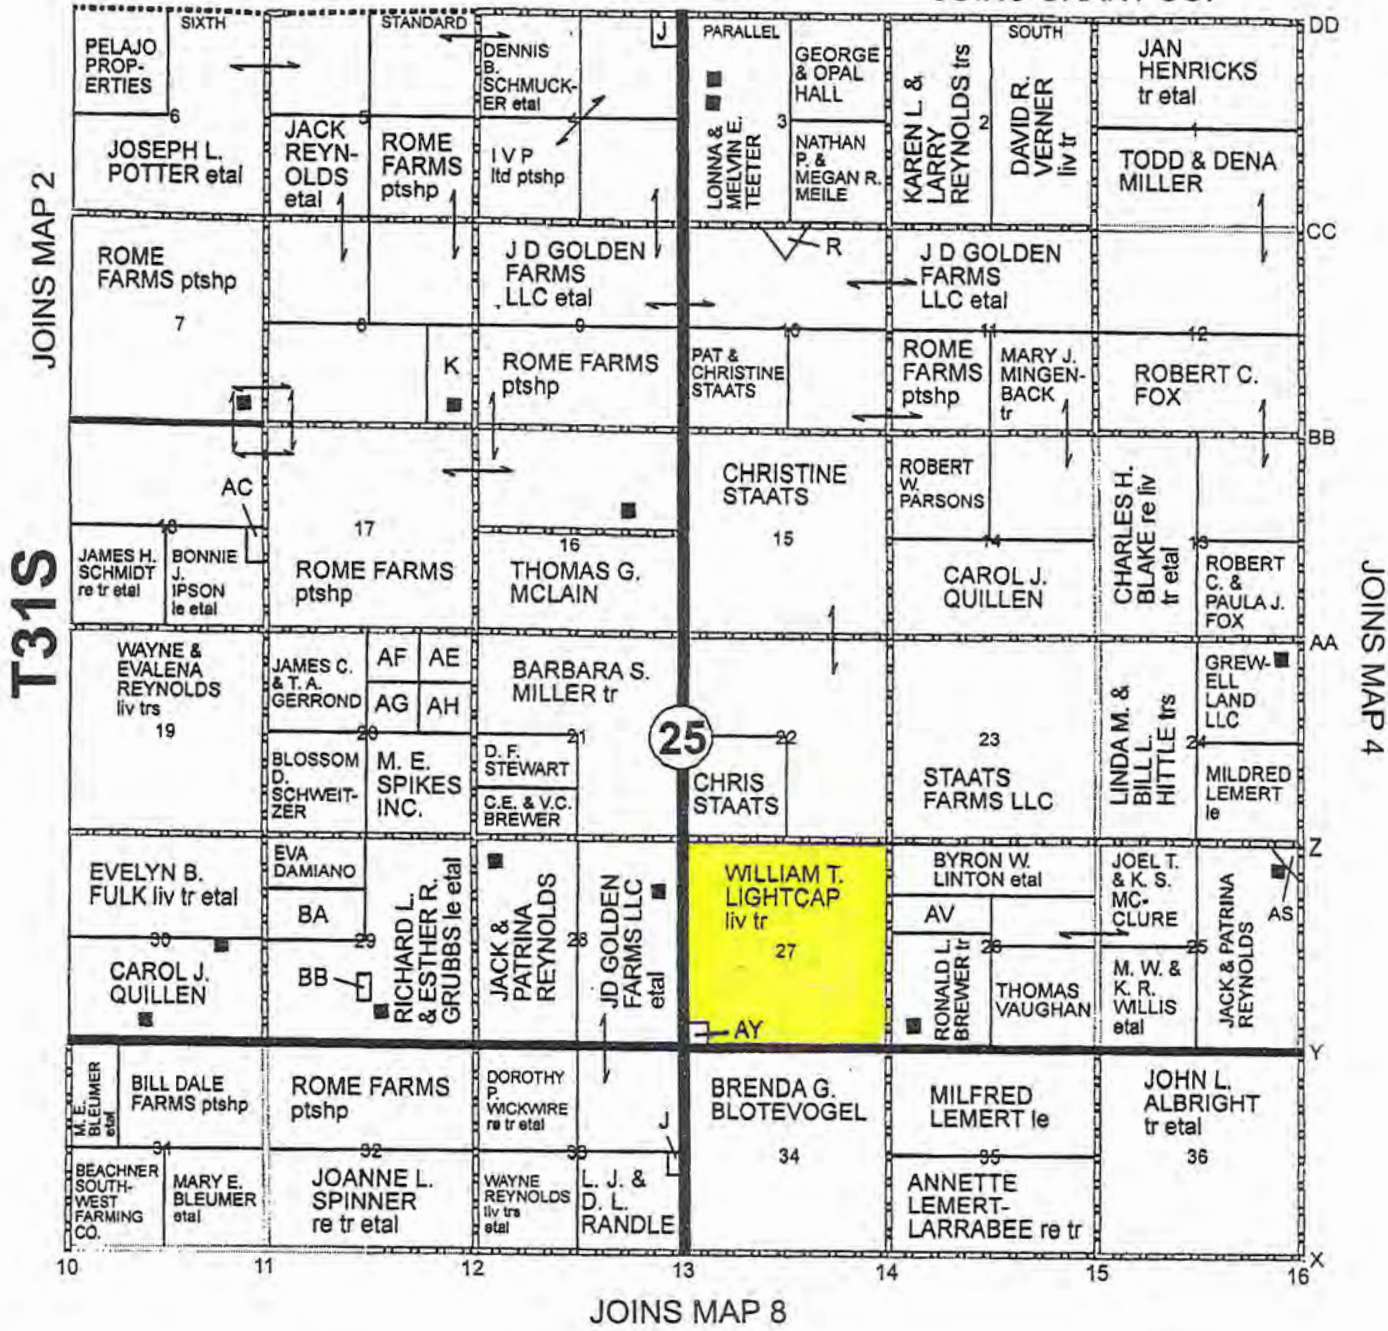 SIXTH
STANDARD
PARALLEL
SOUTH
PELAJO
PROP-
ERTIES
6
JOSEPH L.
POTTER etal
JACK
REYN-
OLDS
etal
5
ROME
FARMS
ptshp
DENNIS
B.
SCHMUCK-
ER etal
J
4
I V P
ltd ptshp
LONNA &
MELVIN E.
TEETER
GEORGE
& OPAL
HALL
3
NATHAN
P. &
MEGAN R.
MEILE
KAREN L. &
LARRY
REYNOLDS trs
2
DAVID R.
VERNER
liv tr
JAN
HENRICKS
tr etal
1
TODD & DENA
MILLER
DD
JOINS MAP 2
ROME
FARMS ptshp
7
8
K
J D GOLDEN
FARMS
LLC etal
9
ROME FARMS
ptshp
R
10
PAT &
CHRISTINE
STAATS
J D GOLDEN
FARMS
LLC etal
11
ROME
FARMS
ptshp
MARY J.
MINGEN-
BACK
tr
12
ROBERT C.
FOX
CC
AC
18
JAMES H.
SCHMIDT
re tr etal
BONNIE
J.
IPSON
le etal
17
ROME FARMS
ptshp
16
THOMAS G.
MCLAIN
CHRISTINE
STAATS
15
ROBERT
W.
PARSONS
14
CAROL J.
QUILLEN
CHARLES H.
BLAKE re liv
tr etal
13
ROBERT
C. &
PAULA J.
FOX
BB
T31S
JOINS MAP 4
WAYNE &
EVALENA
REYNOLDS
liv trs
19
JAMES C.
& T. A.
GERROND
AF
AE
AG
AH
20
BLOSSOM
D.
SCHWEIT-
ZER
M. E.
SPIKES
INC.
BARBARA S.
MILLER tr
21
D. F.
STEWART
C.E. & V.C.
BREWER
25
22
CHRIS
STAATS
23
STAATS
FARMS LLC
LINDA M. &
BILL L.
HITTLE trs
GREW-
ELL
LAND
LLC
24
MILDRED
LEMERT
le
AA
EVELYN B.
FULK liv tr etal
30
CAROL J.
QUILLEN
EVA
DAMIANO
BA
29
BB
RICHARD L.
& ESTHER R.
GRUBBS le etal
JACK &
PATRINA
REYNOLDS
28
JD GOLDEN
FARMS LLC
etal
WILLIAM T.
LIGHTCAP
liv tr
27
AY
BYRON W.
LINTON etal
AV
26
RONALD L.
BREWER tr
THOMAS
VAUGHAN
JOEL T.
& K. S.
MC-
CLURE
25
M. W. &
K. R.
WILLIS
etal
JACK & PATRINA
REYNOLDS
AS
Z
M. E.
BLEUMER
etal
BILL DALE
FARMS ptshp
31
BEACHNER
SOUTH-
WEST
FARMING
CO.
MARY E.
BLEUMER
etal
ROME FARMS
ptshp
32
JOANNE L.
SPINNER
re tr etal
DOROTHY
P.
WICKWIRE
re tr etal
J
33
WAYNE
REYNOLDS
liv trs
etal
L. J. &
D. L.
RANDLE
BRENDA G.
BLOTEVOGEL
34
MILFRED
LEMERT le
35
ANNETTE
LEMERT-
LARRABEE re tr
JOHN L.
ALBRIGHT
tr etal
36
Y
X
10
11
12
13
14
15
16
JOINS MAP 8